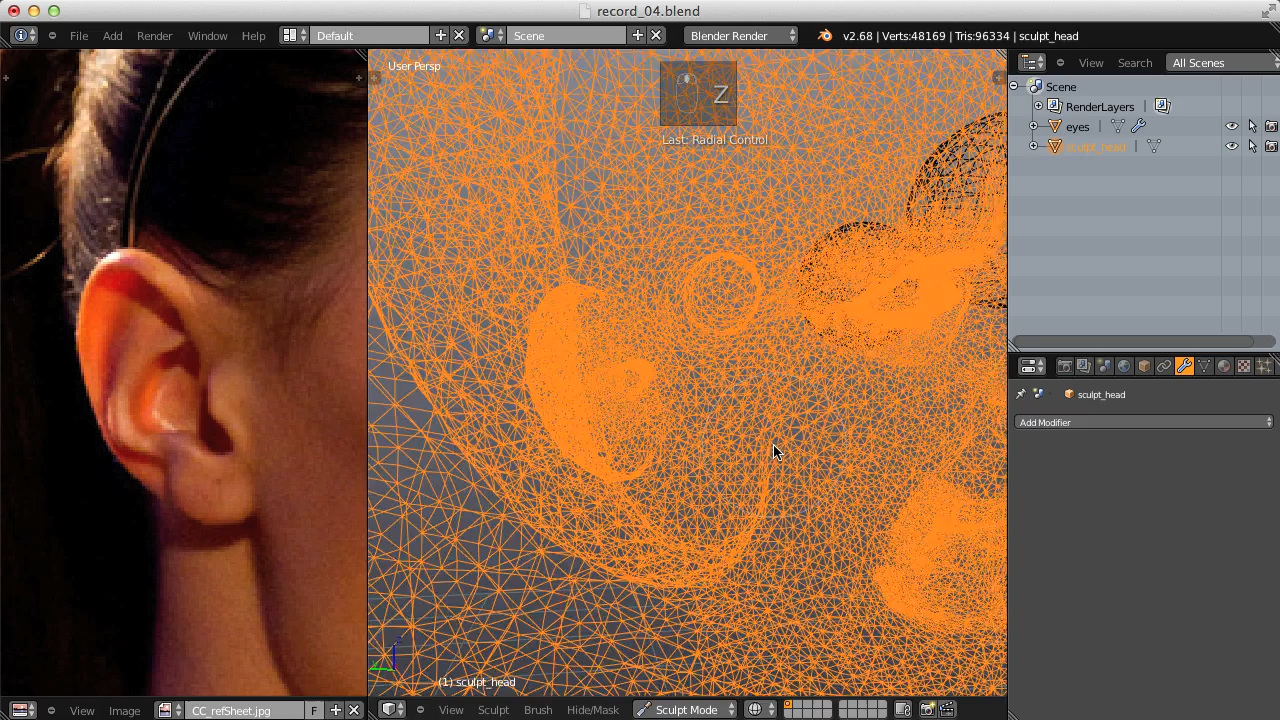 record_04.blend
File Add Render Window Help Default Scene Blender Render v2.68 | Verts:48169 | Tris:96334 | sculpt_head
User Persp
Z
Last: Radial Control
(1) sculpt_head
View Search All Scenes
Scene
RenderLayers
eyes
sculpt_head
sculpt_head
Add Modifier
View Image CC_refSheet.jpg F
View Sculpt Brush Hide/Mask Sculpt Mode